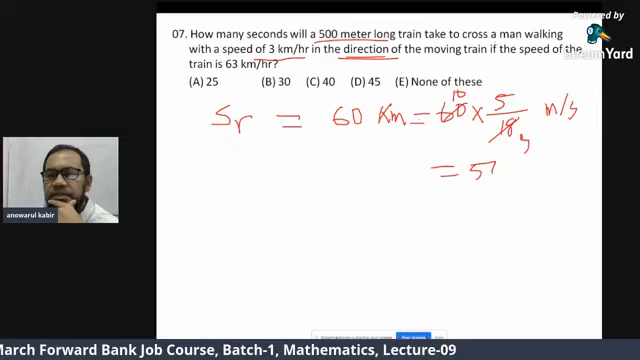 Powered by
StreamYard
07. How many seconds will a 500 meter long train take to cross a man walking
with a speed of 3 km/hr in the direction of the moving train if the speed of the
train is 63 km/hr?
(A) 25 (B) 30 (C) 40 (D) 45 (E) None of these
Sr = 60 Km = 60 × 5/18 m/s
10
3
= 5
anowarul kabir
March Forward Bank Job Course, Batch-1, Mathematics, Lecture-09